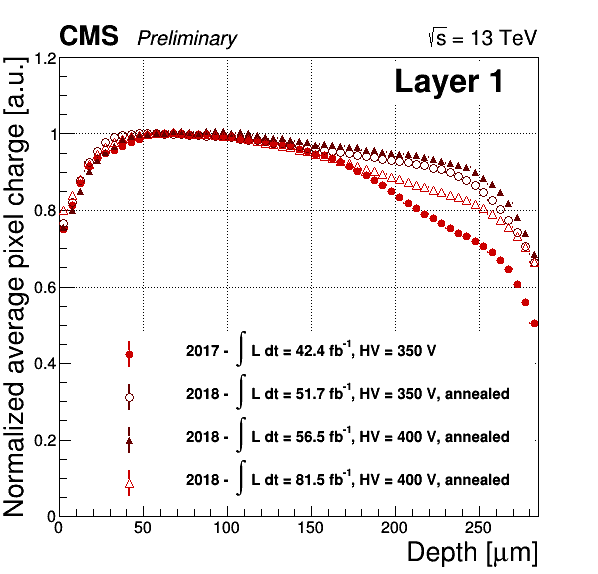 CMS Preliminary √s = 13 TeV
Layer 1
Normalized average pixel charge [a.u.]
1.2
1
0.8
0.6
0.4
0.2
0
2017 - ∫ L dt = 42.4 fb⁻¹, HV = 350 V
2018 - ∫ L dt = 51.7 fb⁻¹, HV = 350 V, annealed
2018 - ∫ L dt = 56.5 fb⁻¹, HV = 400 V, annealed
2018 - ∫ L dt = 81.5 fb⁻¹, HV = 400 V, annealed
0 50 100 150 200 250
Depth [μm]